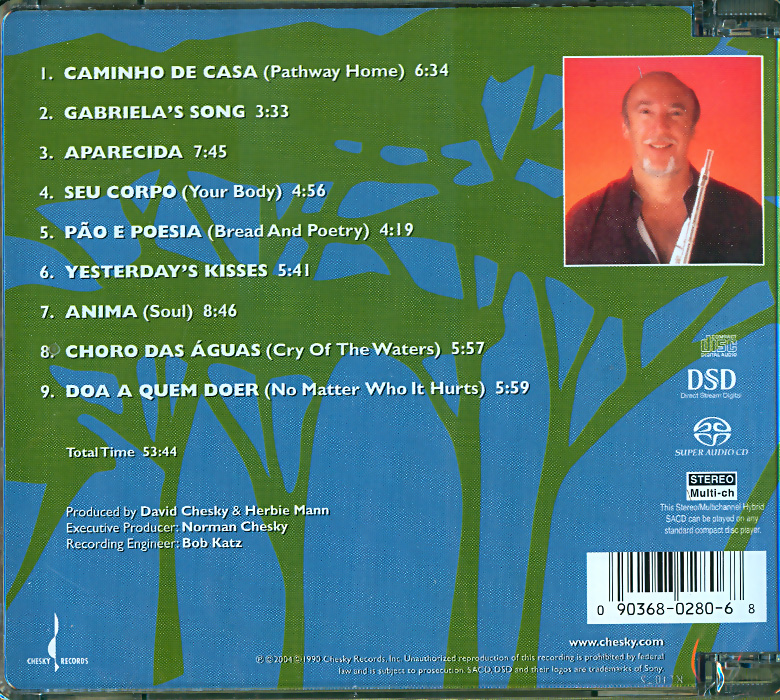 1. CAMINHO DE CASA (Pathway Home) 6:34
2. GABRIELA'S SONG 3:33
3. APARECIDA 7:45
4. SEU CORPO (Your Body) 4:56
5. PÃO E POESIA (Bread And Poetry) 4:19
6. YESTERDAY'S KISSES 5:41
7. ANIMA (Soul) 8:46
8. CHORO DAS ÁGUAS (Cry Of The Waters) 5:57
9. DOA A QUEM DOER (No Matter Who It Hurts) 5:59
Total Time 53:44
Produced by David Chesky & Herbie Mann
Executive Producer: Norman Chesky
Recording Engineer: Bob Katz
COMPACT
disc
DIGITAL AUDIO
DSD
Direct Stream Digital
SUPER AUDIO CD
STEREO
Multi-ch
This Stereo/Multichannel Hybrid
SACD can be played on any
standard compact disc player.
0 90368-0280-6 8
www.chesky.com
CHESKY RECORDS
℗ © 2004 © 1990 Chesky Records, Inc. Unauthorized reproduction of this recording is prohibited by federal
law and is subject to prosecution. SACD, DSD and their logos are trademarks of Sony.